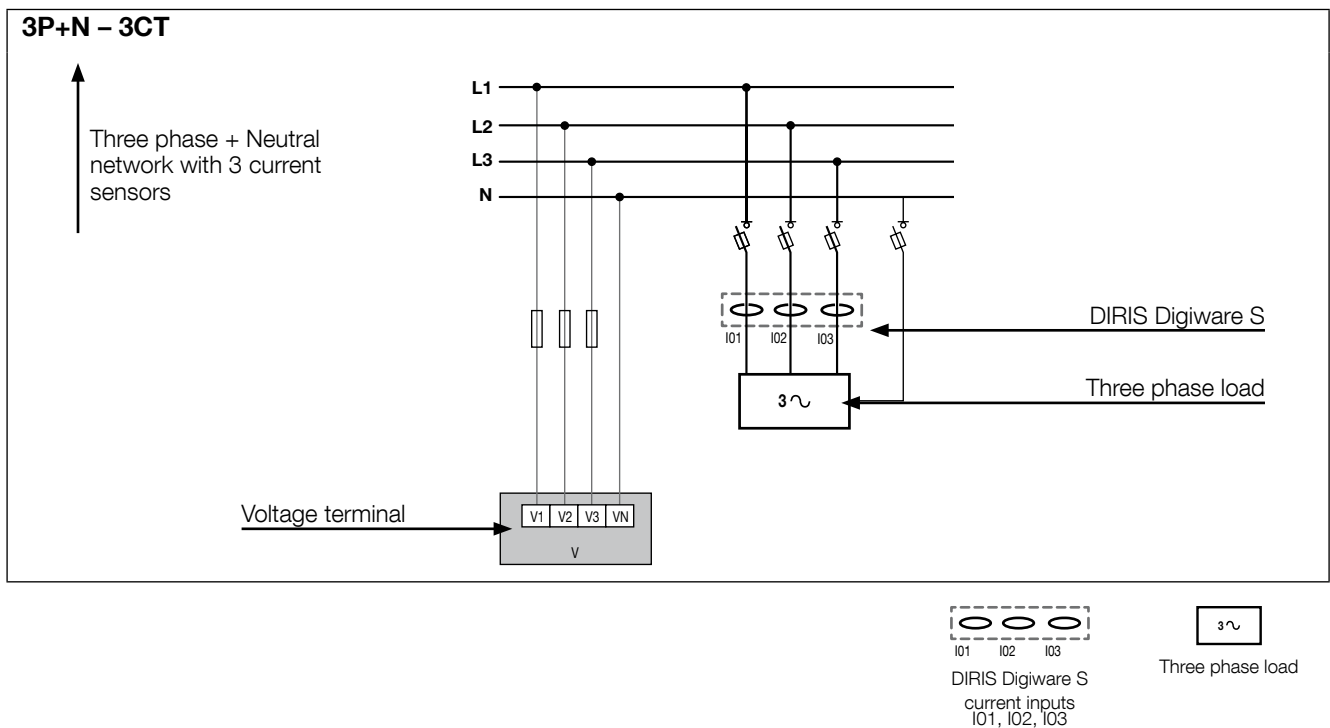 3P+N – 3CT
Three phase + Neutral
network with 3 current
sensors
L1
L2
L3
N
I01 I02 I03
DIRIS Digiware S
3
Three phase load
Voltage terminal
V1 V2 V3 VN
V
I01 I02 I03
DIRIS Digiware S
current inputs
I01, I02, I03
3
Three phase load